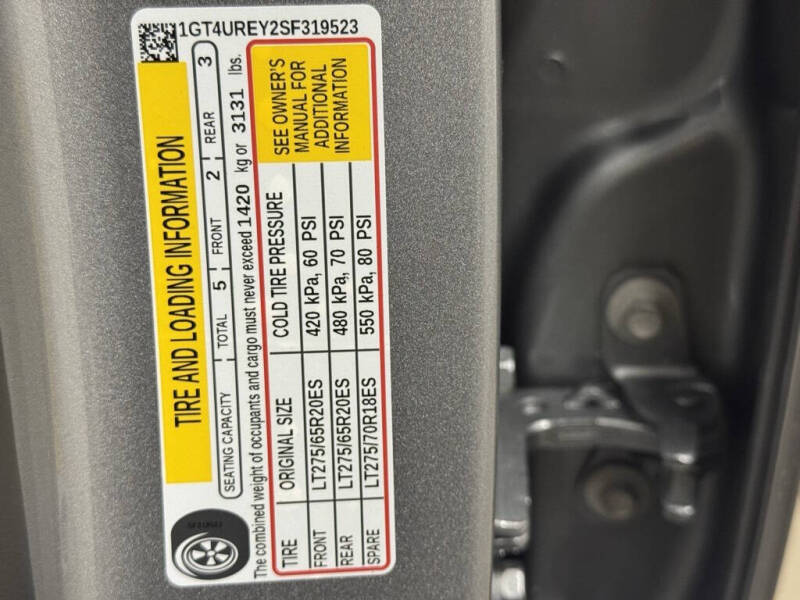 1GT4UREY2SF319523
TIRE AND LOADING INFORMATION
SEATING CAPACITY TOTAL 5 FRONT 2 REAR 3
The combined weight of occupants and cargo must never exceed 1420 kg or 3131 lbs.
TIRE ORIGINAL SIZE COLD TIRE PRESSURE
FRONT LT275/65R20ES 420 kPa, 60 PSI
REAR LT275/65R20ES 480 kPa, 70 PSI
SPARE LT275/70R18ES 550 kPa, 80 PSI
SEE OWNER'S
MANUAL FOR
ADDITIONAL
INFORMATION